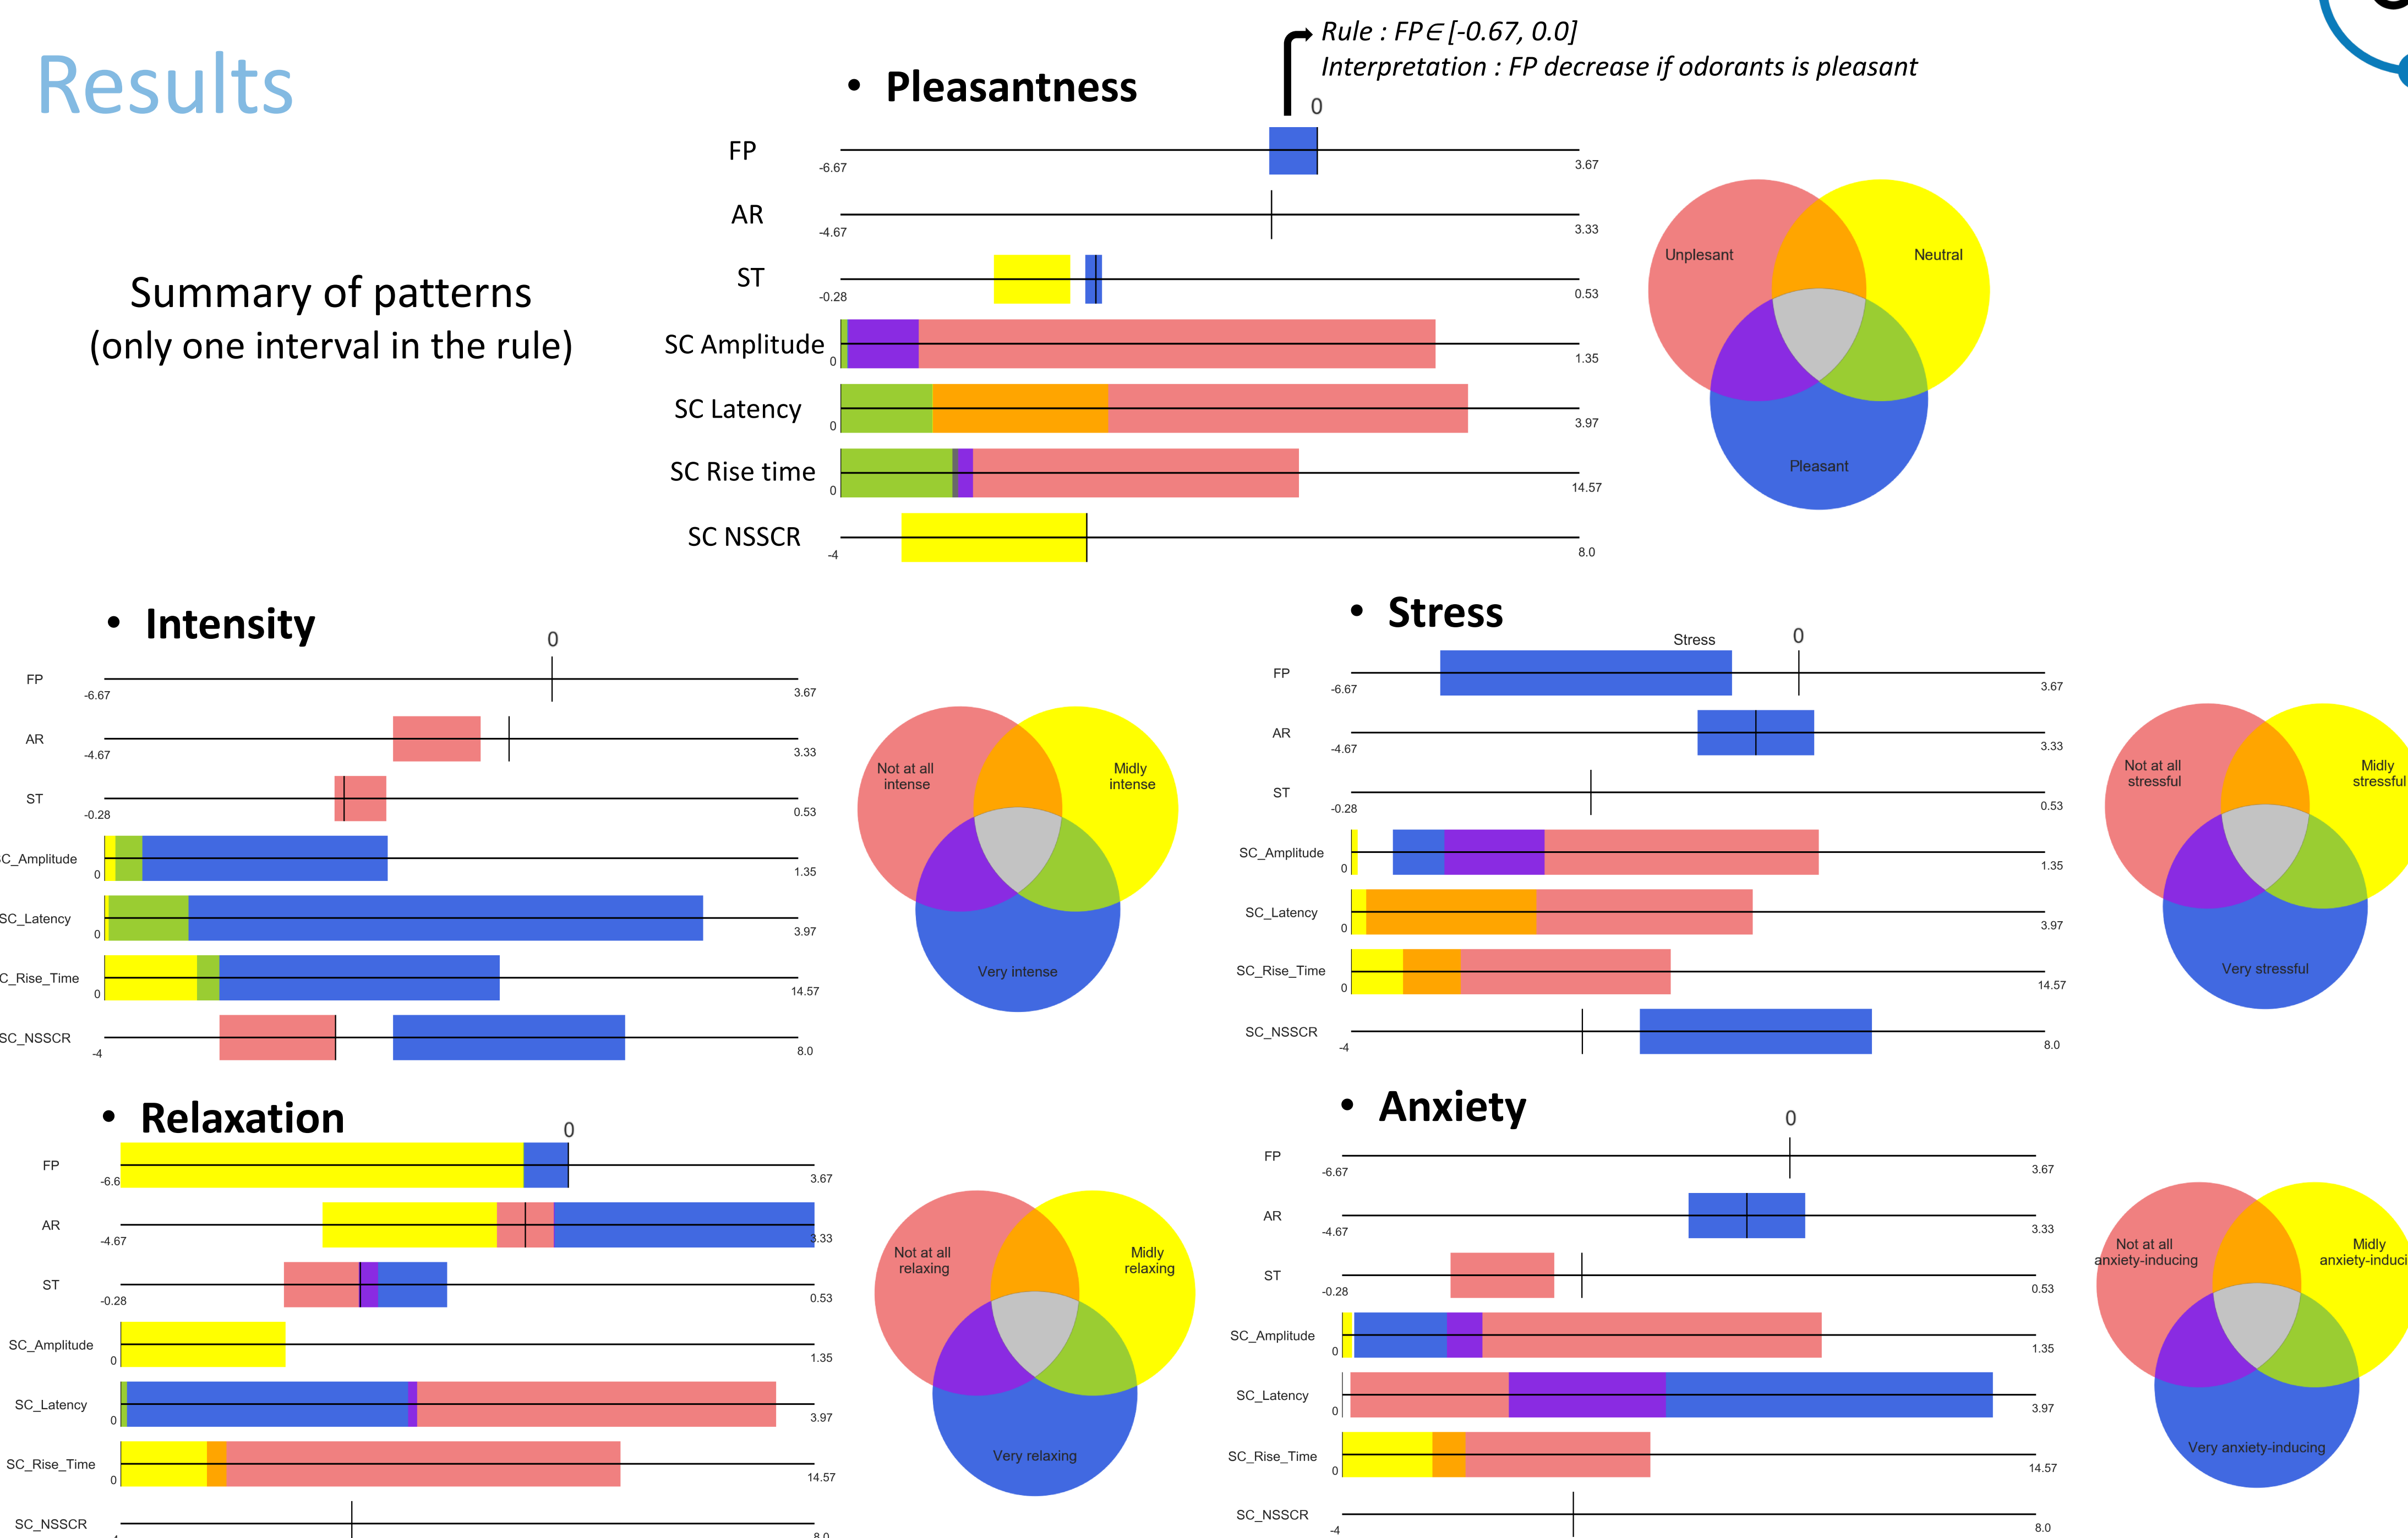 Results
Summary of patterns
(only one interval in the rule)
Rule : FP∈ [-0.67, 0.0]
Interpretation : FP decrease if odorants is pleasant
• Pleasantness
0
FP
-6.67
3.67
AR
-4.67
3.33
ST
-0.28
0.53
SC Amplitude
0
1.35
SC Latency
0
3.97
SC Rise time
0
14.57
SC NSSCR
-4
8.0
Unplesant
Neutral
Pleasant
• Intensity
0
FP
-6.67
3.67
AR
-4.67
3.33
ST
-0.28
0.53
C_Amplitude
0
1.35
SC_Latency
0
3.97
C_Rise_Time
0
14.57
SC_NSSCR
-4
8.0
Not at all
intense
Midly
intense
Very intense
• Stress
Stress
0
FP
-6.67
3.67
AR
-4.67
3.33
ST
-0.28
0.53
SC_Amplitude
0
1.35
SC_Latency
0
3.97
SC_Rise_Time
0
14.57
SC_NSSCR
-4
8.0
Not at all
stressful
Midly
stressful
Very stressful
• Relaxation
0
FP
-6.6
3.67
AR
-4.67
3.33
ST
-0.28
0.53
SC_Amplitude
0
1.35
SC_Latency
0
3.97
SC_Rise_Time
0
14.57
SC_NSSCR
8.0
Not at all
relaxing
Midly
relaxing
Very relaxing
• Anxiety
0
FP
-6.67
3.67
AR
-4.67
3.33
ST
-0.28
0.53
SC_Amplitude
0
1.35
SC_Latency
0
3.97
SC_Rise_Time
0
14.57
SC_NSSCR
-4
8.0
Not at all
anxiety-inducing
Midly
anxiety-induci
Very anxiety-inducing